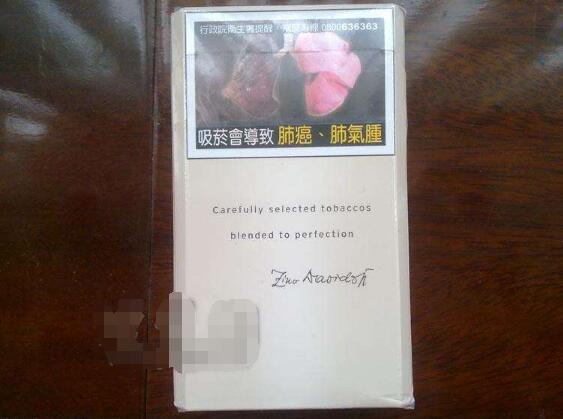 行政院衛生署提醒，戒菸專線 0800636363
吸菸會導致 肺癌、肺氣腫
Carefully selected tobaccos
blended to perfection
Zino Davidoff